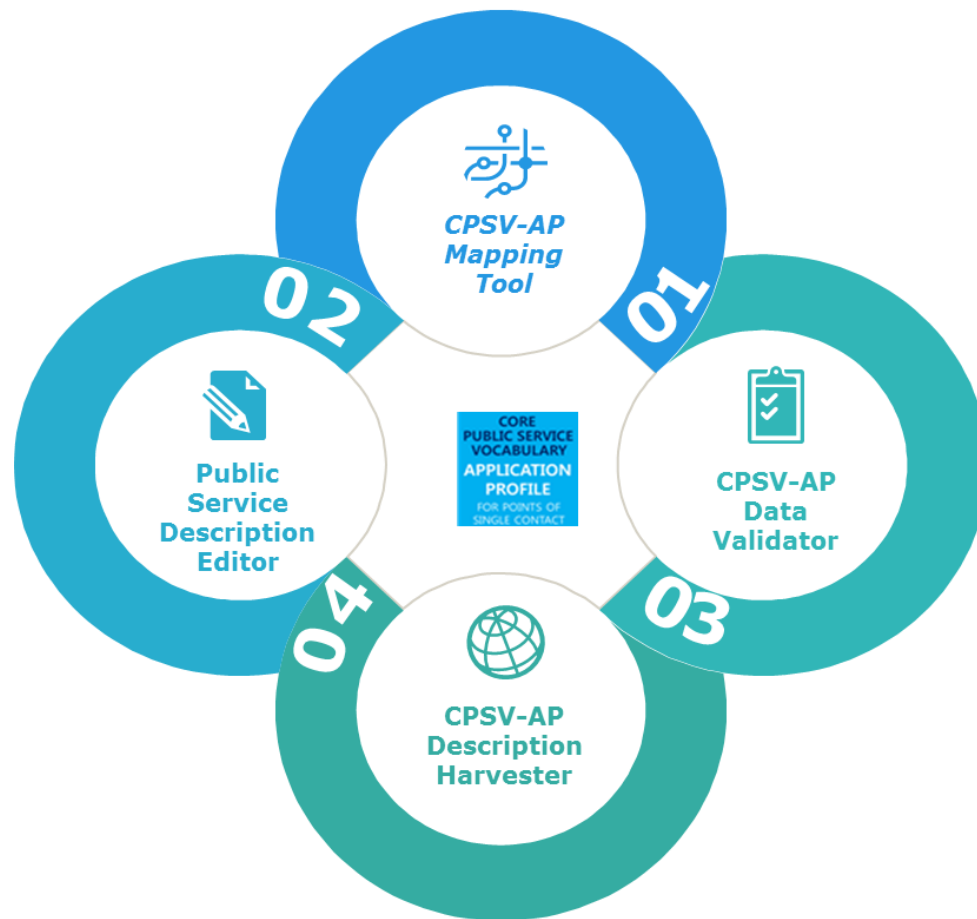 CPSV-AP
Mapping
Tool
01
02
Public
Service
Description
Editor
CORE
PUBLIC SERVICE
VOCABULARY
APPLICATION
PROFILE
FOR POINTS OF
SINGLE CONTACT
CPSV-AP
Data
Validator
03
04
CPSV-AP
Description
Harvester